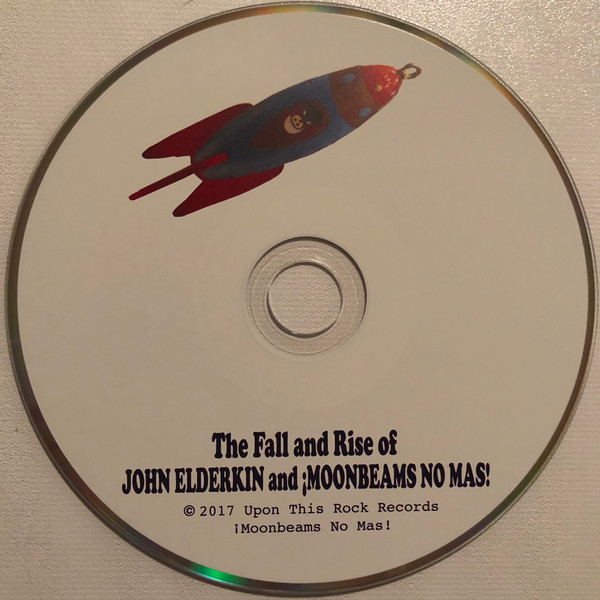 The Fall and Rise of
JOHN ELDERKIN and ¡MOONBEAMS NO MAS!
© 2017 Upon This Rock Records
¡Moonbeams No Mas!